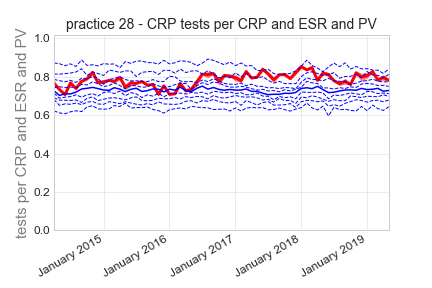 practice 28 - CRP tests per CRP and ESR and PV
tests per CRP and ESR and PV
1.0
0.8
0.6
0.4
0.2
0.0
January 2015
January 2016
January 2017
January 2018
January 2019